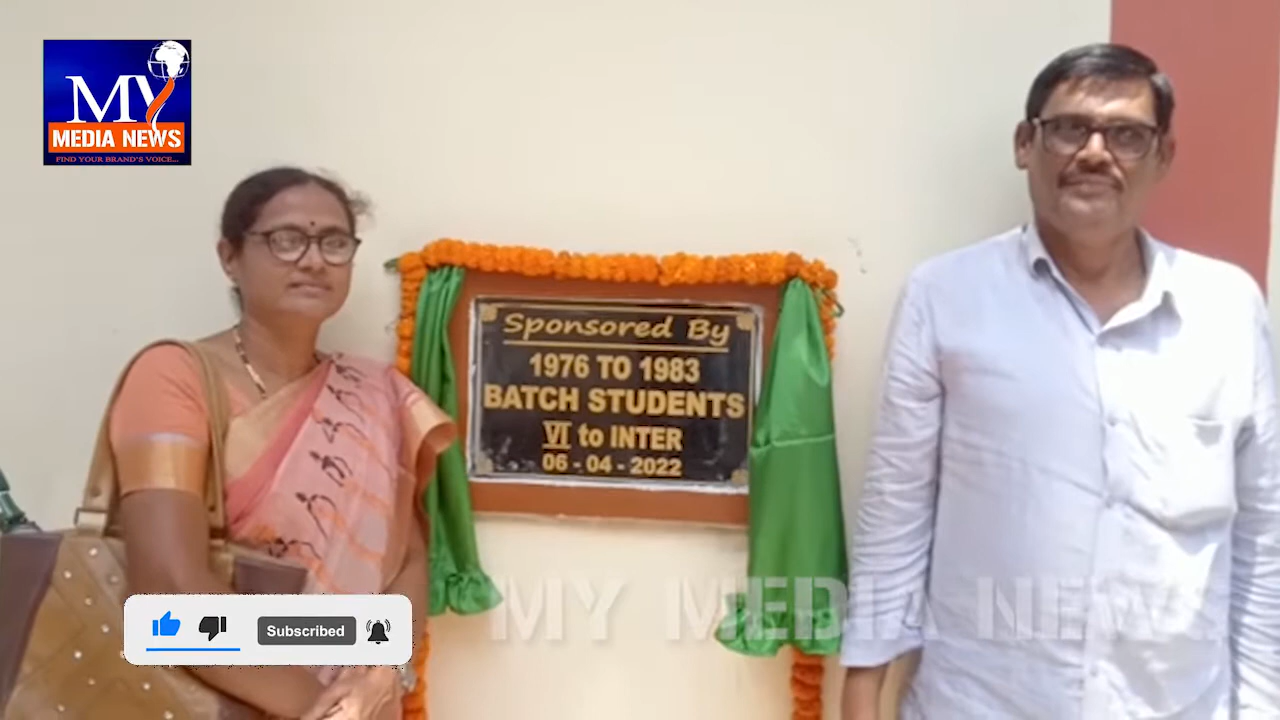 MY
MEDIA NEWS
FIND YOUR BRAND'S VOICE...
Sponsored By
1976 TO 1983
BATCH STUDENTS
VI to INTER
06 - 04 - 2022
MY MEDIA NEWS
Subscribed